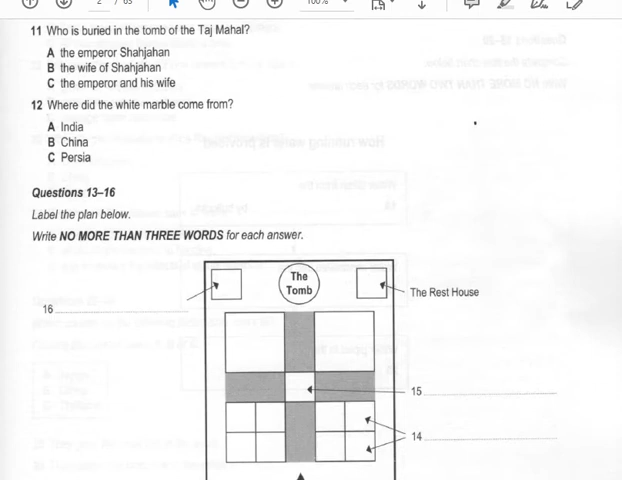 2 / 63
100%
11 Who is buried in the tomb of the Taj Mahal?
A the emperor Shahjahan
B the wife of Shahjahan
C the emperor and his wife
12 Where did the white marble come from?
A India
B China
C Persia
Questions 13–16
Label the plan below.
Write NO MORE THAN THREE WORDS for each answer.
The
Tomb
The Rest House
16
15
14